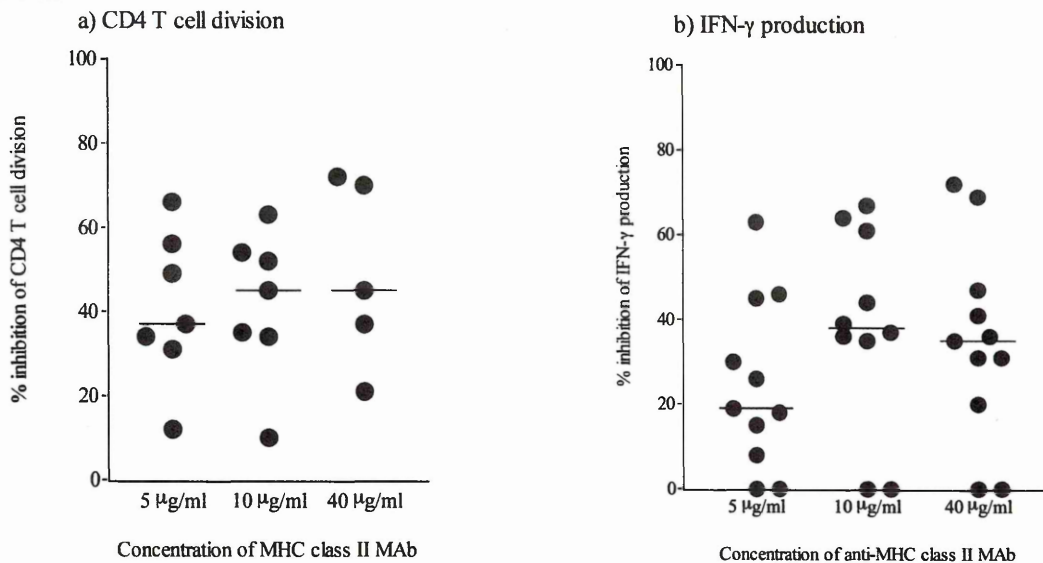 a) CD4 T cell division
% inhibition of CD4 T cell division
100
80
60
40
20
0
5 μg/ml 10 μg/ml 40 μg/ml
Concentration of MHC class II MAb
b) IFN-γ production
% inhibition of IFN-γ production
100
80
60
40
20
0
5 μg/ml 10 μg/ml 40 μg/ml
Concentration of anti-MHC class II MAb